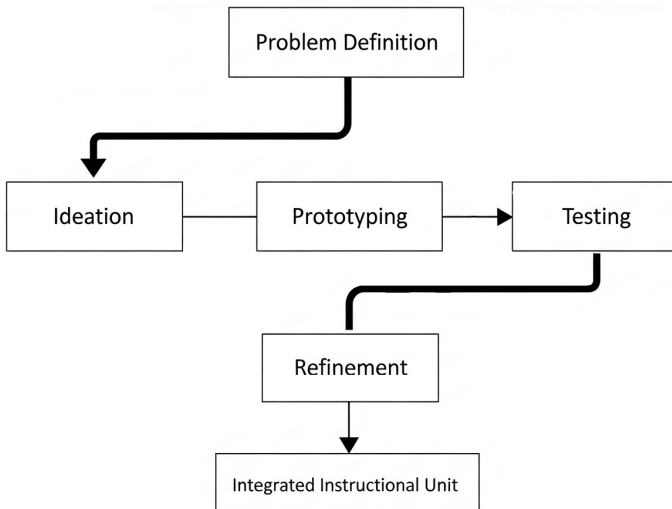 Problem Definition
Ideation
Prototyping
Testing
Refinement
Integrated Instructional Unit